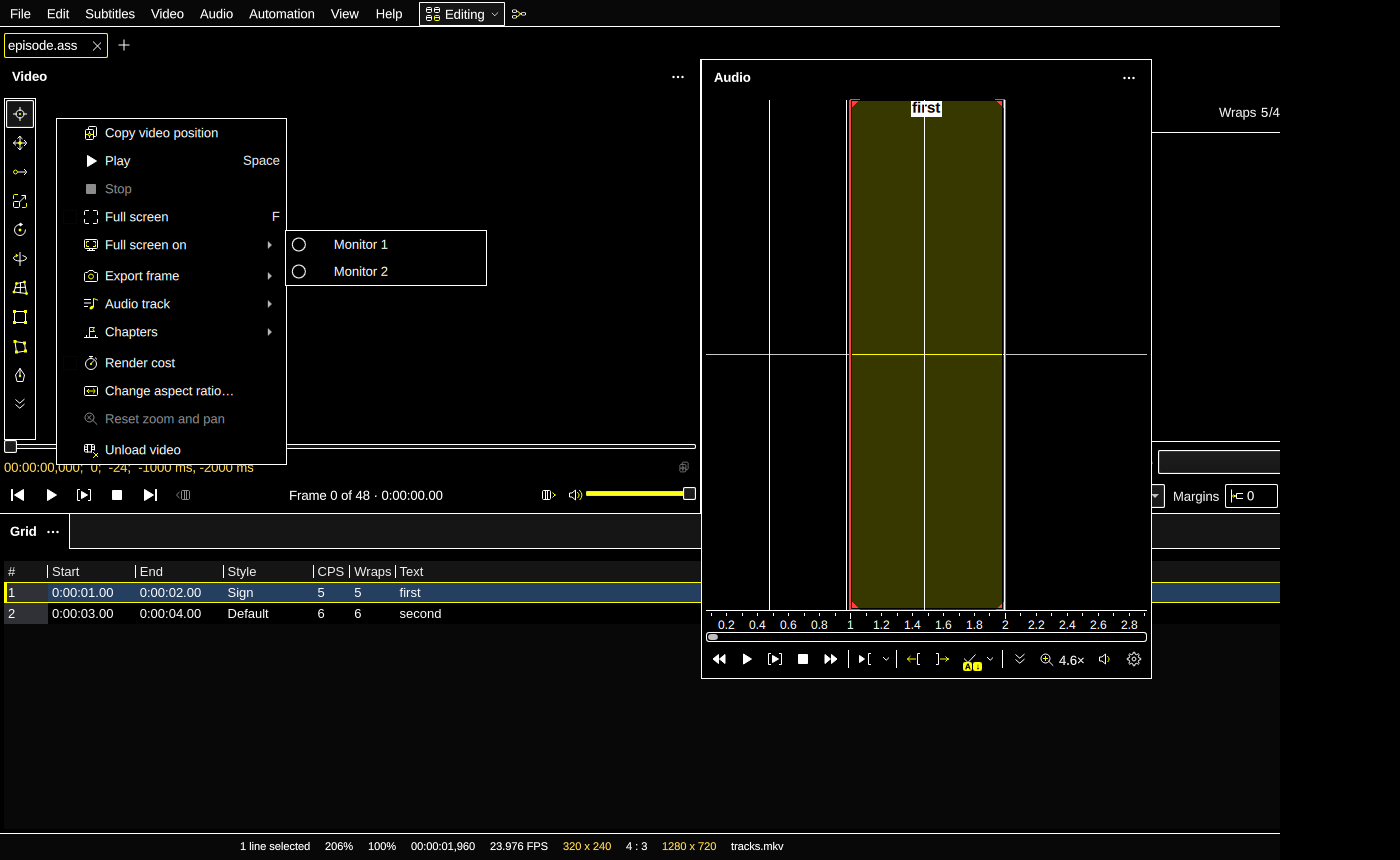 File Edit Subtitles Video Audio Automation View Help Editing
episode.ass
Video
Audio
Wraps 5/4
Copy video position
Play Space
Stop
Full screen F
Full screen on
Monitor 1
Monitor 2
Export frame
Audio track
Chapters
Render cost
Change aspect ratio…
Reset zoom and pan
Unload video
first
00:00:00,000; 0; -24; -1000 ms, -2000 ms
Frame 0 of 48 · 0:00:00.00
Margins 0
Grid
# Start End Style CPS Wraps Text
1 0:00:01.00 0:00:02.00 Sign 5 5 first
2 0:00:03.00 0:00:04.00 Default 6 6 second
0.2 0.4 0.6 0.8 1 1.2 1.4 1.6 1.8 2 2.2 2.4 2.6 2.8
A
4.6×
1 line selected 206% 100% 00:00:01,960 23.976 FPS 320 x 240 4 : 3 1280 x 720 tracks.mkv